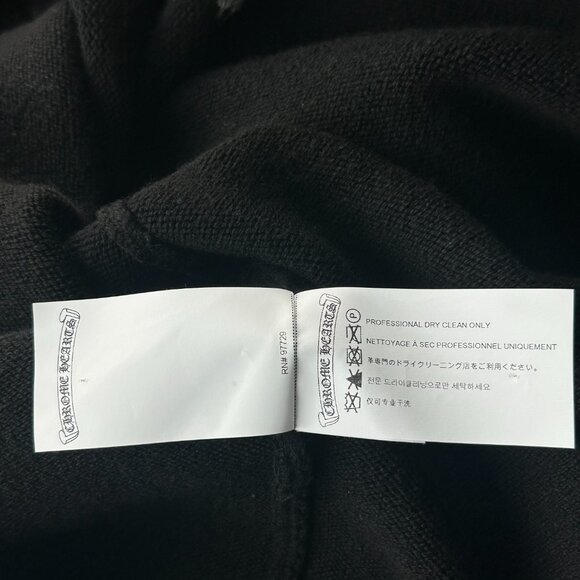 CHROME HEARTS
RN# 97729
CHROME HEARTS
PROFESSIONAL DRY CLEAN ONLY
NETTOYAGE À SEC PROFESSIONNEL UNIQUEMENT
革専門のドライクリーニング店をご利用ください。
전문 드라이클리닝으로만 세탁하세요
仅可专业干洗